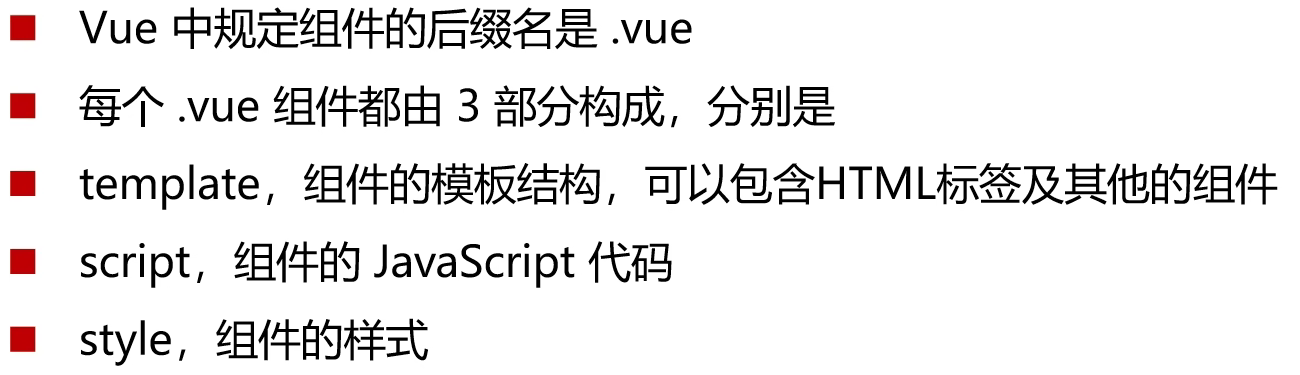 Vue 中规定组件的后缀名是 .vue
每个 .vue 组件都由 3 部分构成，分别是
template，组件的模板结构，可以包含HTML标签及其他的组件
script，组件的 JavaScript 代码
style，组件的样式